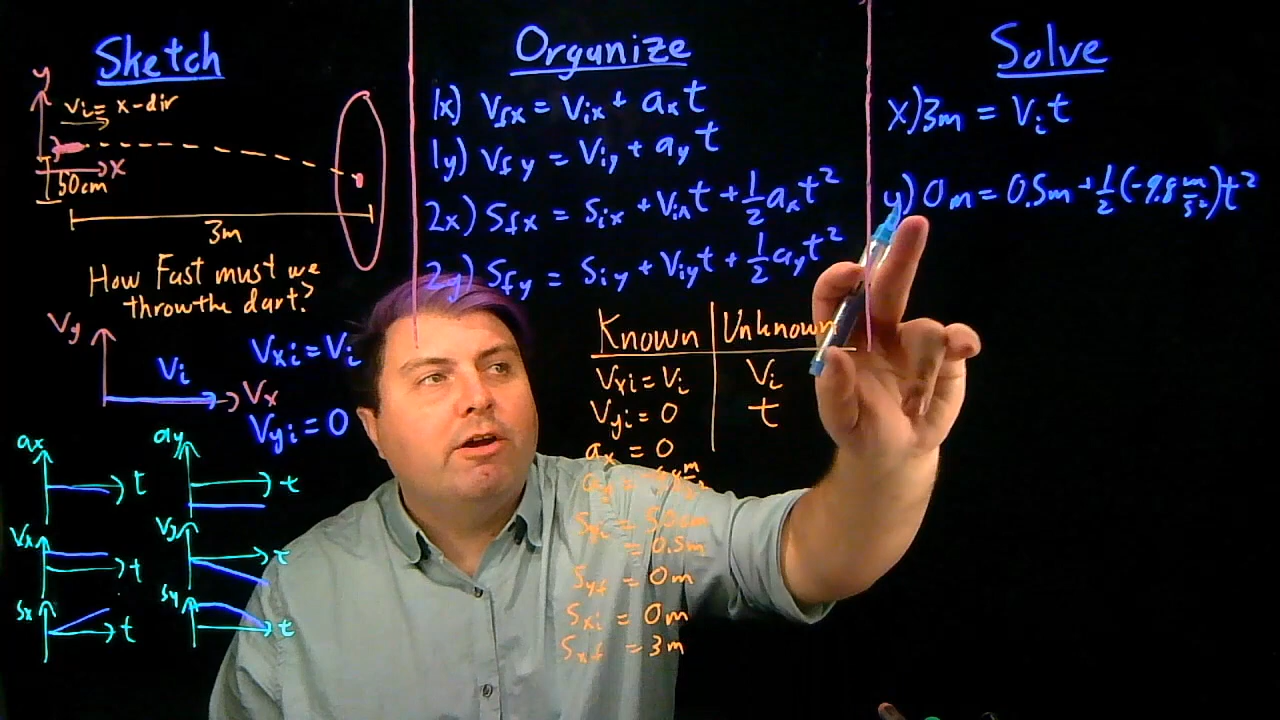 Sketch
y
Vi = x-dir
x
50cm
3m
How Fast must we
throw the dart?
Vy
Vi
Vx
Vxi = Vi
Vyi = 0
ax
t
ay
t
Vx
t
Vy
t
Sx
t
Sy
t
Organize
1x) Vfx = Vix + ax t
1y) Vfy = Viy + ay t
2x) Sfx = Six + Vix t + 1/2 ax t²
2y) Sfy = Siy + Viy t + 1/2 ay t²
Known | Unknown
Vxi = Vi | Vi
Vyi = 0 | t
ax = 0
ay = -9.8 m/s²
Syi = 50cm
= 0.5m
Syf = 0m
Sxi = 0m
Sxf = 3m
Solve
x) 3m = Vi t
y) 0m = 0.5m + 1/2 (-9.8 m/s²) t²